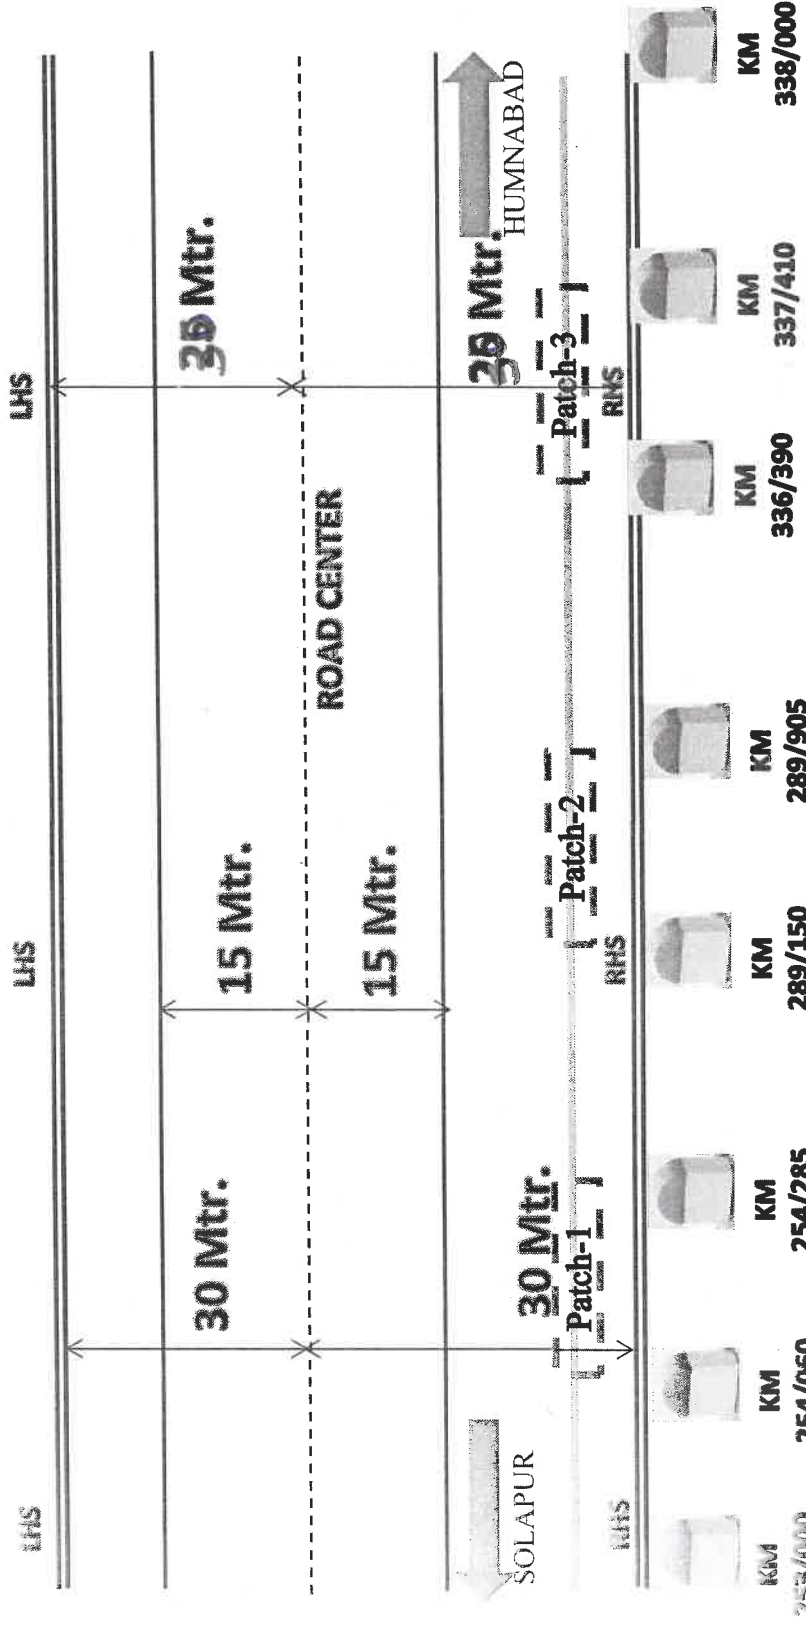 LHS LHS LHS
30 Mtr. 15 Mtr. Mtr.
ROAD CENTER
15 Mtr.
30 Mtr. Mtr.
SOLAPUR HUMNABAD
Patch-1 Patch-2 Patch-3
RHS RHS RHS
KM KM KM KM KM KM KM KM
254/285 289/150 289/905 336/390 337/410 338/000